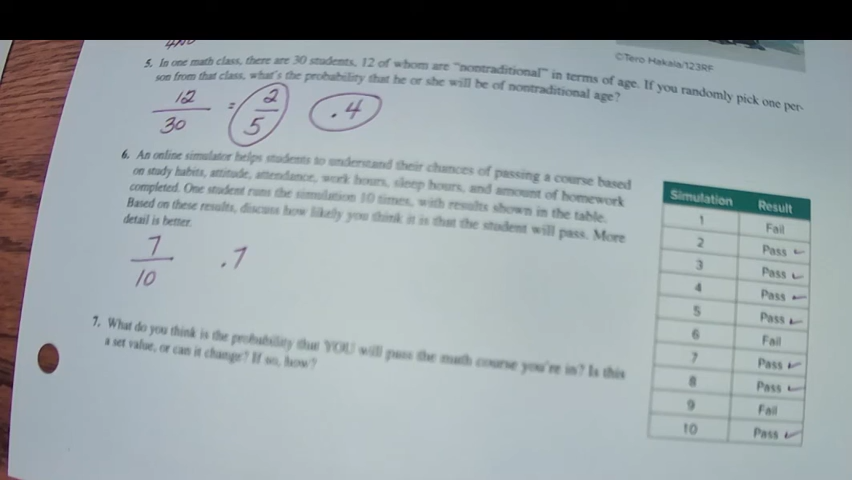 ©Tero Hakala/123RF
5. In one math class, there are 30 students, 12 of whom are “nontraditional” in terms of age. If you randomly pick one per-
son from that class, what’s the probability that he or she will be of nontraditional age?
12
30
=
2
5
.4
6. An online simulator helps students to understand their chances of passing a course based
on study habits, attitude, attendance, work hours, sleep hours, and amount of homework
completed. One student runs the simulation 10 times, with results shown in the table.
Based on these results, discuss how likely you think it is that the student will pass. More
detail is better.
7
10
.7
Simulation Result
1 Fail
2 Pass ✓
3 Pass ✓
4 Pass ✓
5 Pass ✓
6 Fail
7 Pass ✓
8 Pass ✓
9 Fail
10 Pass ✓
7. What do you think is the probability that YOU will pass the math course you’re in? Is this
a set value, or can it change? If so, how?